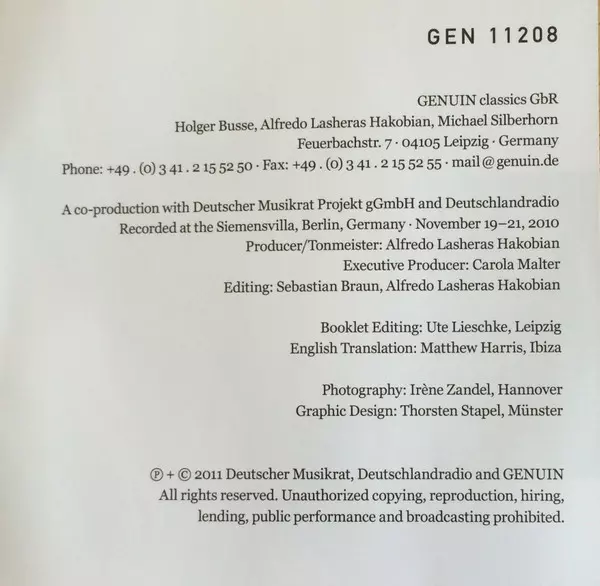 GEN 11208
GENUIN classics GbR
Holger Busse, Alfredo Lasheras Hakobian, Michael Silberhorn
Feuerbachstr. 7 · 04105 Leipzig · Germany
Phone: +49 . (0) 3 41 . 2 15 52 50 · Fax: +49 . (0) 3 41 . 2 15 52 55 · mail@genuin.de
A co-production with Deutscher Musikrat Projekt gGmbH and Deutschlandradio
Recorded at the Siemensvilla, Berlin, Germany · November 19–21, 2010
Producer/Tonmeister: Alfredo Lasheras Hakobian
Executive Producer: Carola Malter
Editing: Sebastian Braun, Alfredo Lasheras Hakobian
Booklet Editing: Ute Lieschke, Leipzig
English Translation: Matthew Harris, Ibiza
Photography: Irène Zandel, Hannover
Graphic Design: Thorsten Stapel, Münster
℗ + © 2011 Deutscher Musikrat, Deutschlandradio and GENUIN
All rights reserved. Unauthorized copying, reproduction, hiring,
lending, public performance and broadcasting prohibited.